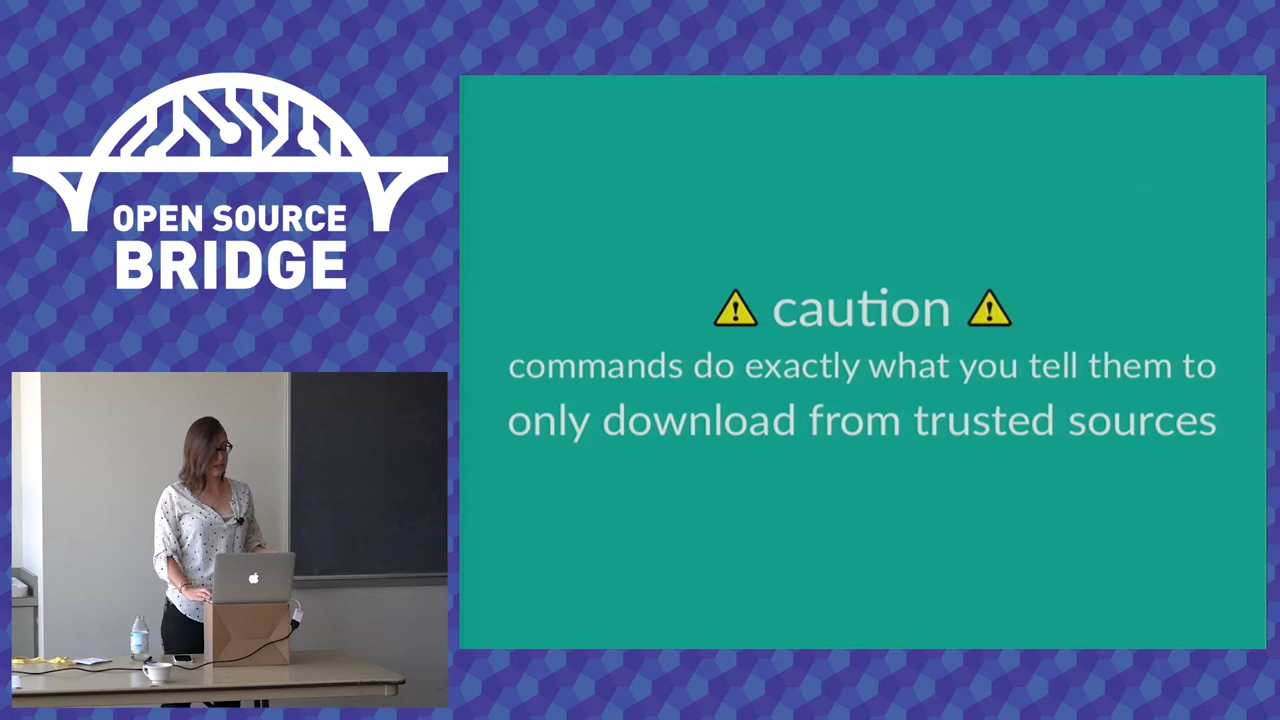 OPEN SOURCE
BRIDGE
⚠ caution ⚠
commands do exactly what you tell them to
only download from trusted sources